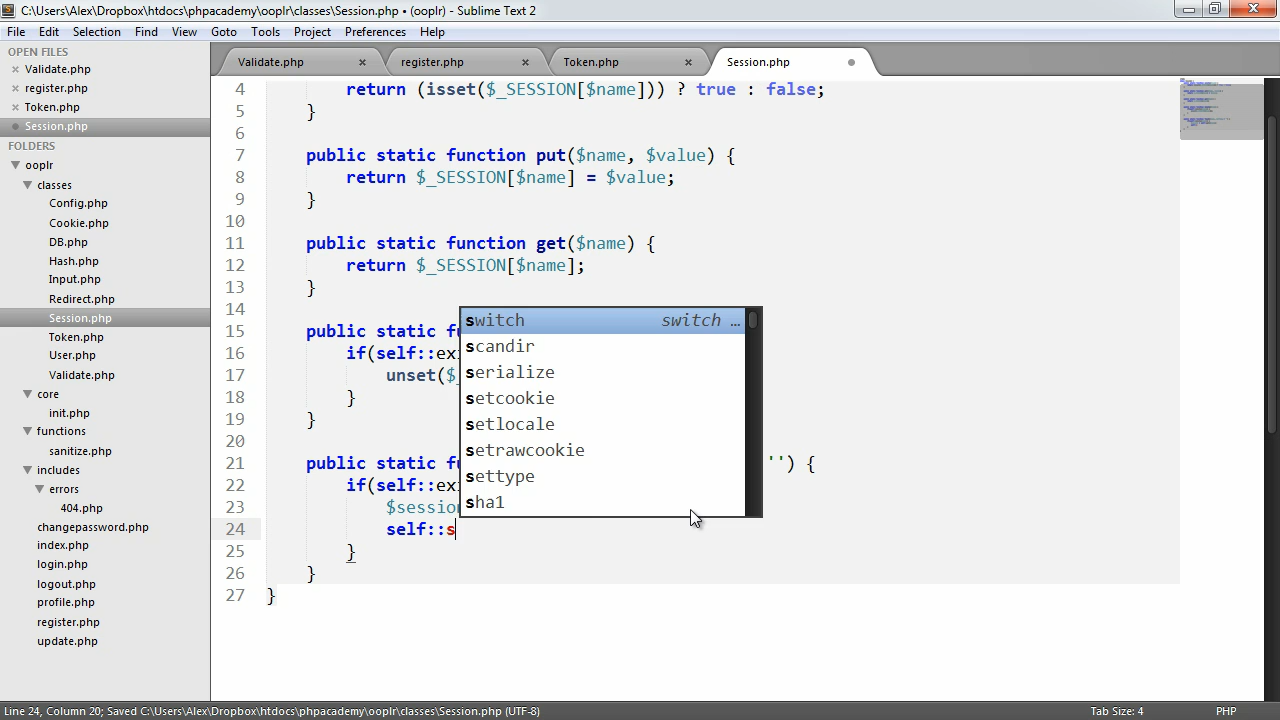 C:\Users\Alex\Dropbox\htdocs\phpacademy\ooplr\classes\Session.php • (ooplr) - Sublime Text 2
File Edit Selection Find View Goto Tools Project Preferences Help
OPEN FILES
Validate.php
register.php
Token.php
Session.php
FOLDERS
ooplr
classes
Config.php
Cookie.php
DB.php
Hash.php
Input.php
Redirect.php
Session.php
Token.php
User.php
Validate.php
core
init.php
functions
sanitize.php
includes
errors
404.php
changepassword.php
index.php
login.php
logout.php
profile.php
register.php
update.php
Validate.php register.php Token.php Session.php
4 return (isset($_SESSION[$name])) ? true : false;
5 }
6
7 public static function put($name, $value) {
8 return $_SESSION[$name] = $value;
9 }
10
11 public static function get($name) {
12 return $_SESSION[$name];
13 }
14
15 public static fu
16 if(self::exi
17 unset($_
18 }
19 }
20
21 public static fu '') {
22 if(self::exi
23 $session
24 self::s
25 }
26 }
27 }
switch switch ...
scandir
serialize
setcookie
setlocale
setrawcookie
settype
sha1
Line 24, Column 20; Saved C:\Users\Alex\Dropbox\htdocs\phpacademy\ooplr\classes\Session.php (UTF-8) Tab Size: 4 PHP